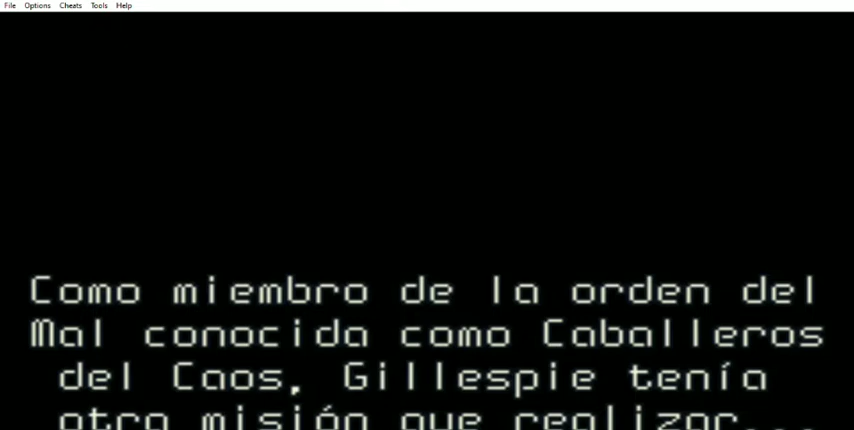 File Options Cheats Tools Help
Como miembro de la orden del
Mal conocida como Caballeros
del Caos, Gillespie tenía
otra misión que realizar...